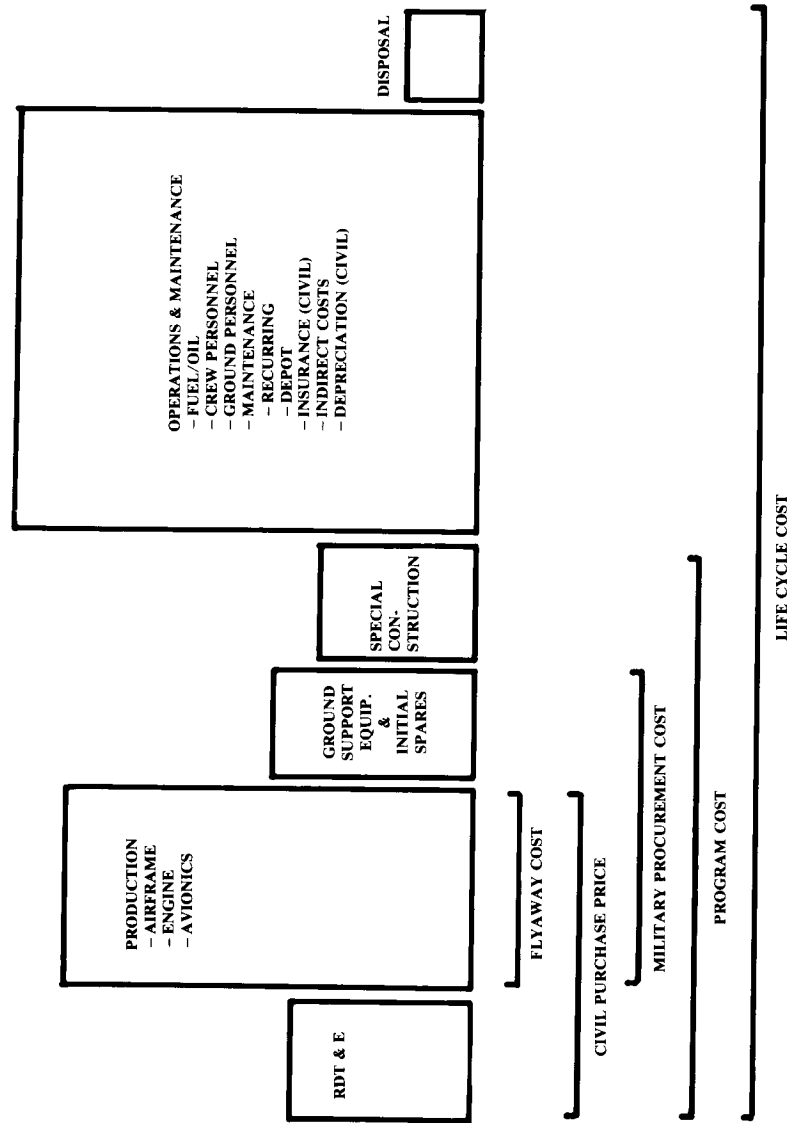 RDT & E
PRODUCTION
– AIRFRAME
– ENGINE
– AVIONICS
GROUND
SUPPORT
EQUIP.
&
INITIAL
SPARES
SPECIAL
CON-
STRUCTION
OPERATIONS & MAINTENANCE
– FUEL/OIL
– CREW PERSONNEL
– GROUND PERSONNEL
– MAINTENANCE
– RECURRING
– DEPOT
– INSURANCE (CIVIL)
– INDIRECT COSTS
– DEPRECIATION (CIVIL)
DISPOSAL
FLYAWAY COST
CIVIL PURCHASE PRICE
MILITARY PROCUREMENT COST
PROGRAM COST
LIFE CYCLE COST